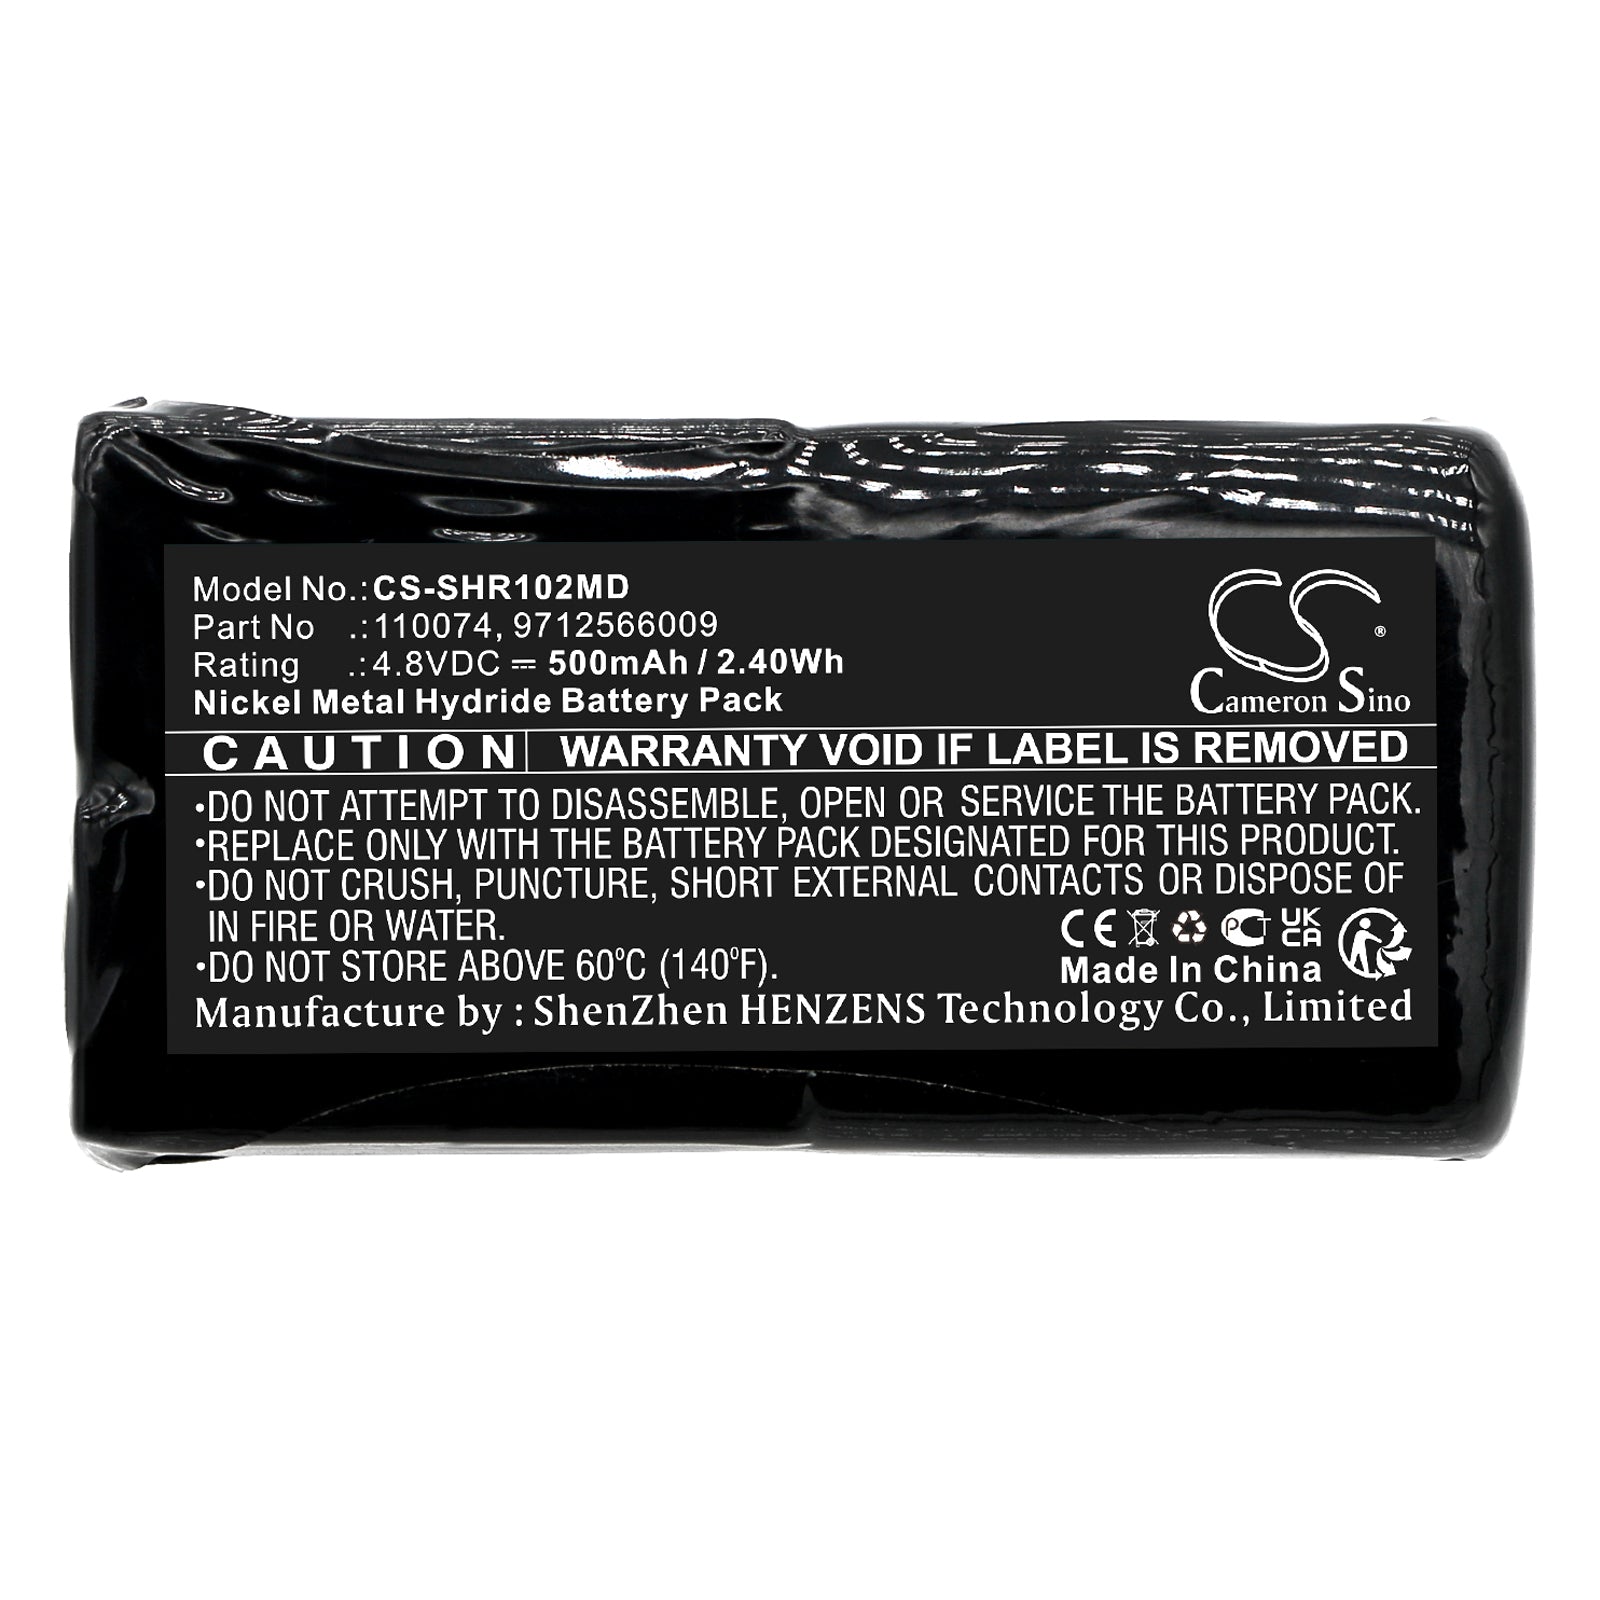 Model No.:CS-SHR102MD
Part No .:110074, 9712566009
Rating .:4.8VDC ⎓ 500mAh / 2.40Wh
Nickel Metal Hydride Battery Pack
CS ®
Cameron Sino
CAUTION WARRANTY VOID IF LABEL IS REMOVED
•DO NOT ATTEMPT TO DISASSEMBLE, OPEN OR SERVICE THE BATTERY PACK.
•REPLACE ONLY WITH THE BATTERY PACK DESIGNATED FOR THIS PRODUCT.
•DO NOT CRUSH, PUNCTURE, SHORT EXTERNAL CONTACTS OR DISPOSE OF
IN FIRE OR WATER.
CE PCT UK
CA
•DO NOT STORE ABOVE 60°C (140°F).
Made In China
Manufacture by : ShenZhen HENZENS Technology Co., Limited